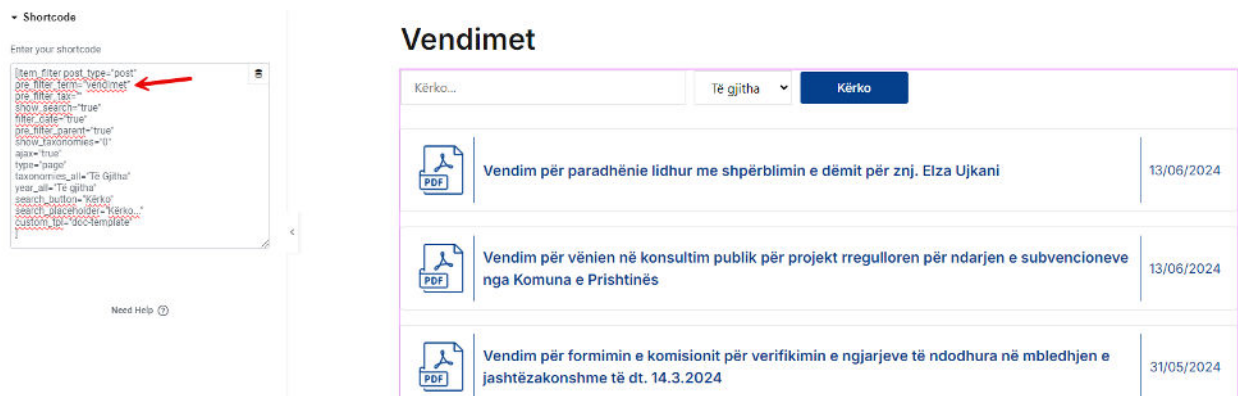 Shortcode
Enter your shortcode
[item_filter post_type="post"
pre_filter_term="vendimet"
pre_filter_tax=""
show_search="true"
filter_date="true"
pre_filter_parent="true"
show_taxonomies="0"
ajax="true"
type="page"
taxonomies_all="Të Gjitha"
year_all="Të gjitha"
search_button="Kërko"
search_placeholder="Kërko..."
custom_tpl="doc-template"
]
Need Help ?
Vendimet
Kërko...
Të gjitha
Kërko
PDF
Vendim për paradhënie lidhur me shpërblimin e dëmit për znj. Elza Ujkani
13/06/2024
PDF
Vendim për vënien në konsultim publik për projekt rregulloren për ndarjen e subvencioneve
nga Komuna e Prishtinës
13/06/2024
PDF
Vendim për formimin e komisionit për verifikimin e ngjarjeve të ndodhura në mbledhjen e
jashtëzakonshme të dt. 14.3.2024
31/05/2024